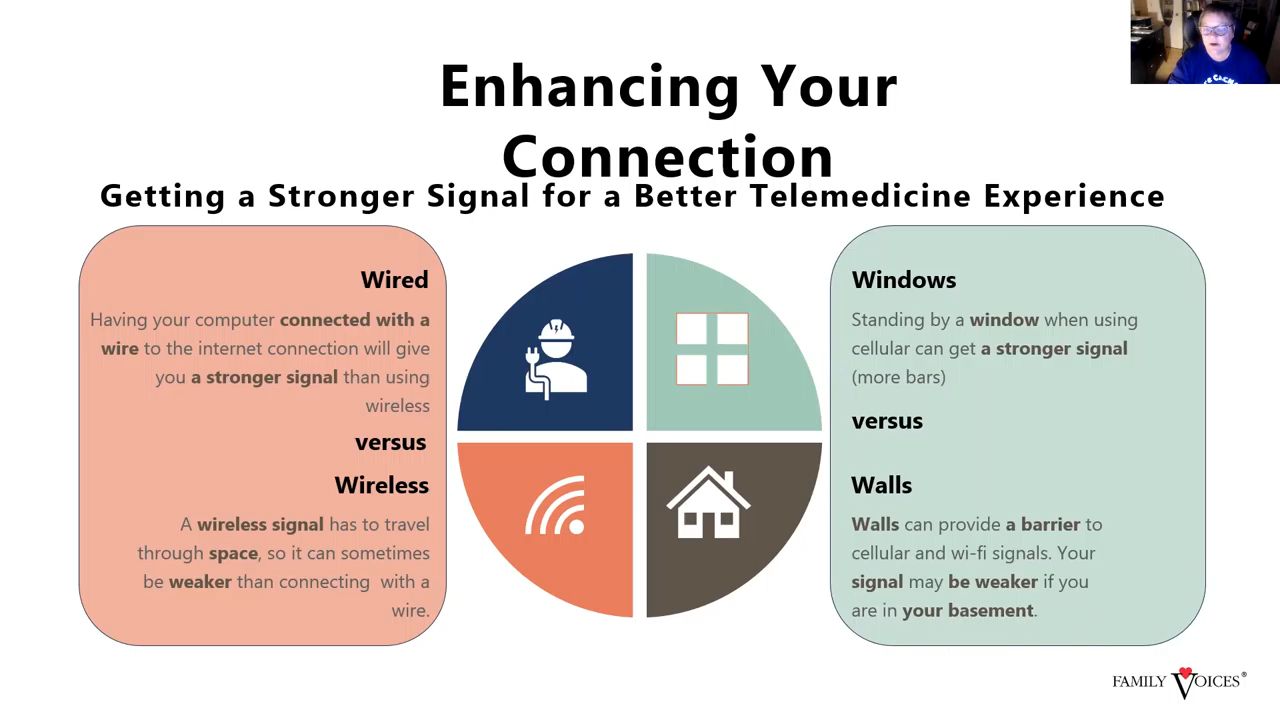 Enhancing Your
Connection
Getting a Stronger Signal for a Better Telemedicine Experience
Wired
Having your computer connected with a
wire to the internet connection will give
you a stronger signal than using
wireless
versus
Wireless
A wireless signal has to travel
through space, so it can sometimes
be weaker than connecting with a
wire.
Windows
Standing by a window when using
cellular can get a stronger signal
(more bars)
versus
Walls
Walls can provide a barrier to
cellular and wi-fi signals. Your
signal may be weaker if you
are in your basement.
FAMILY VOICES®